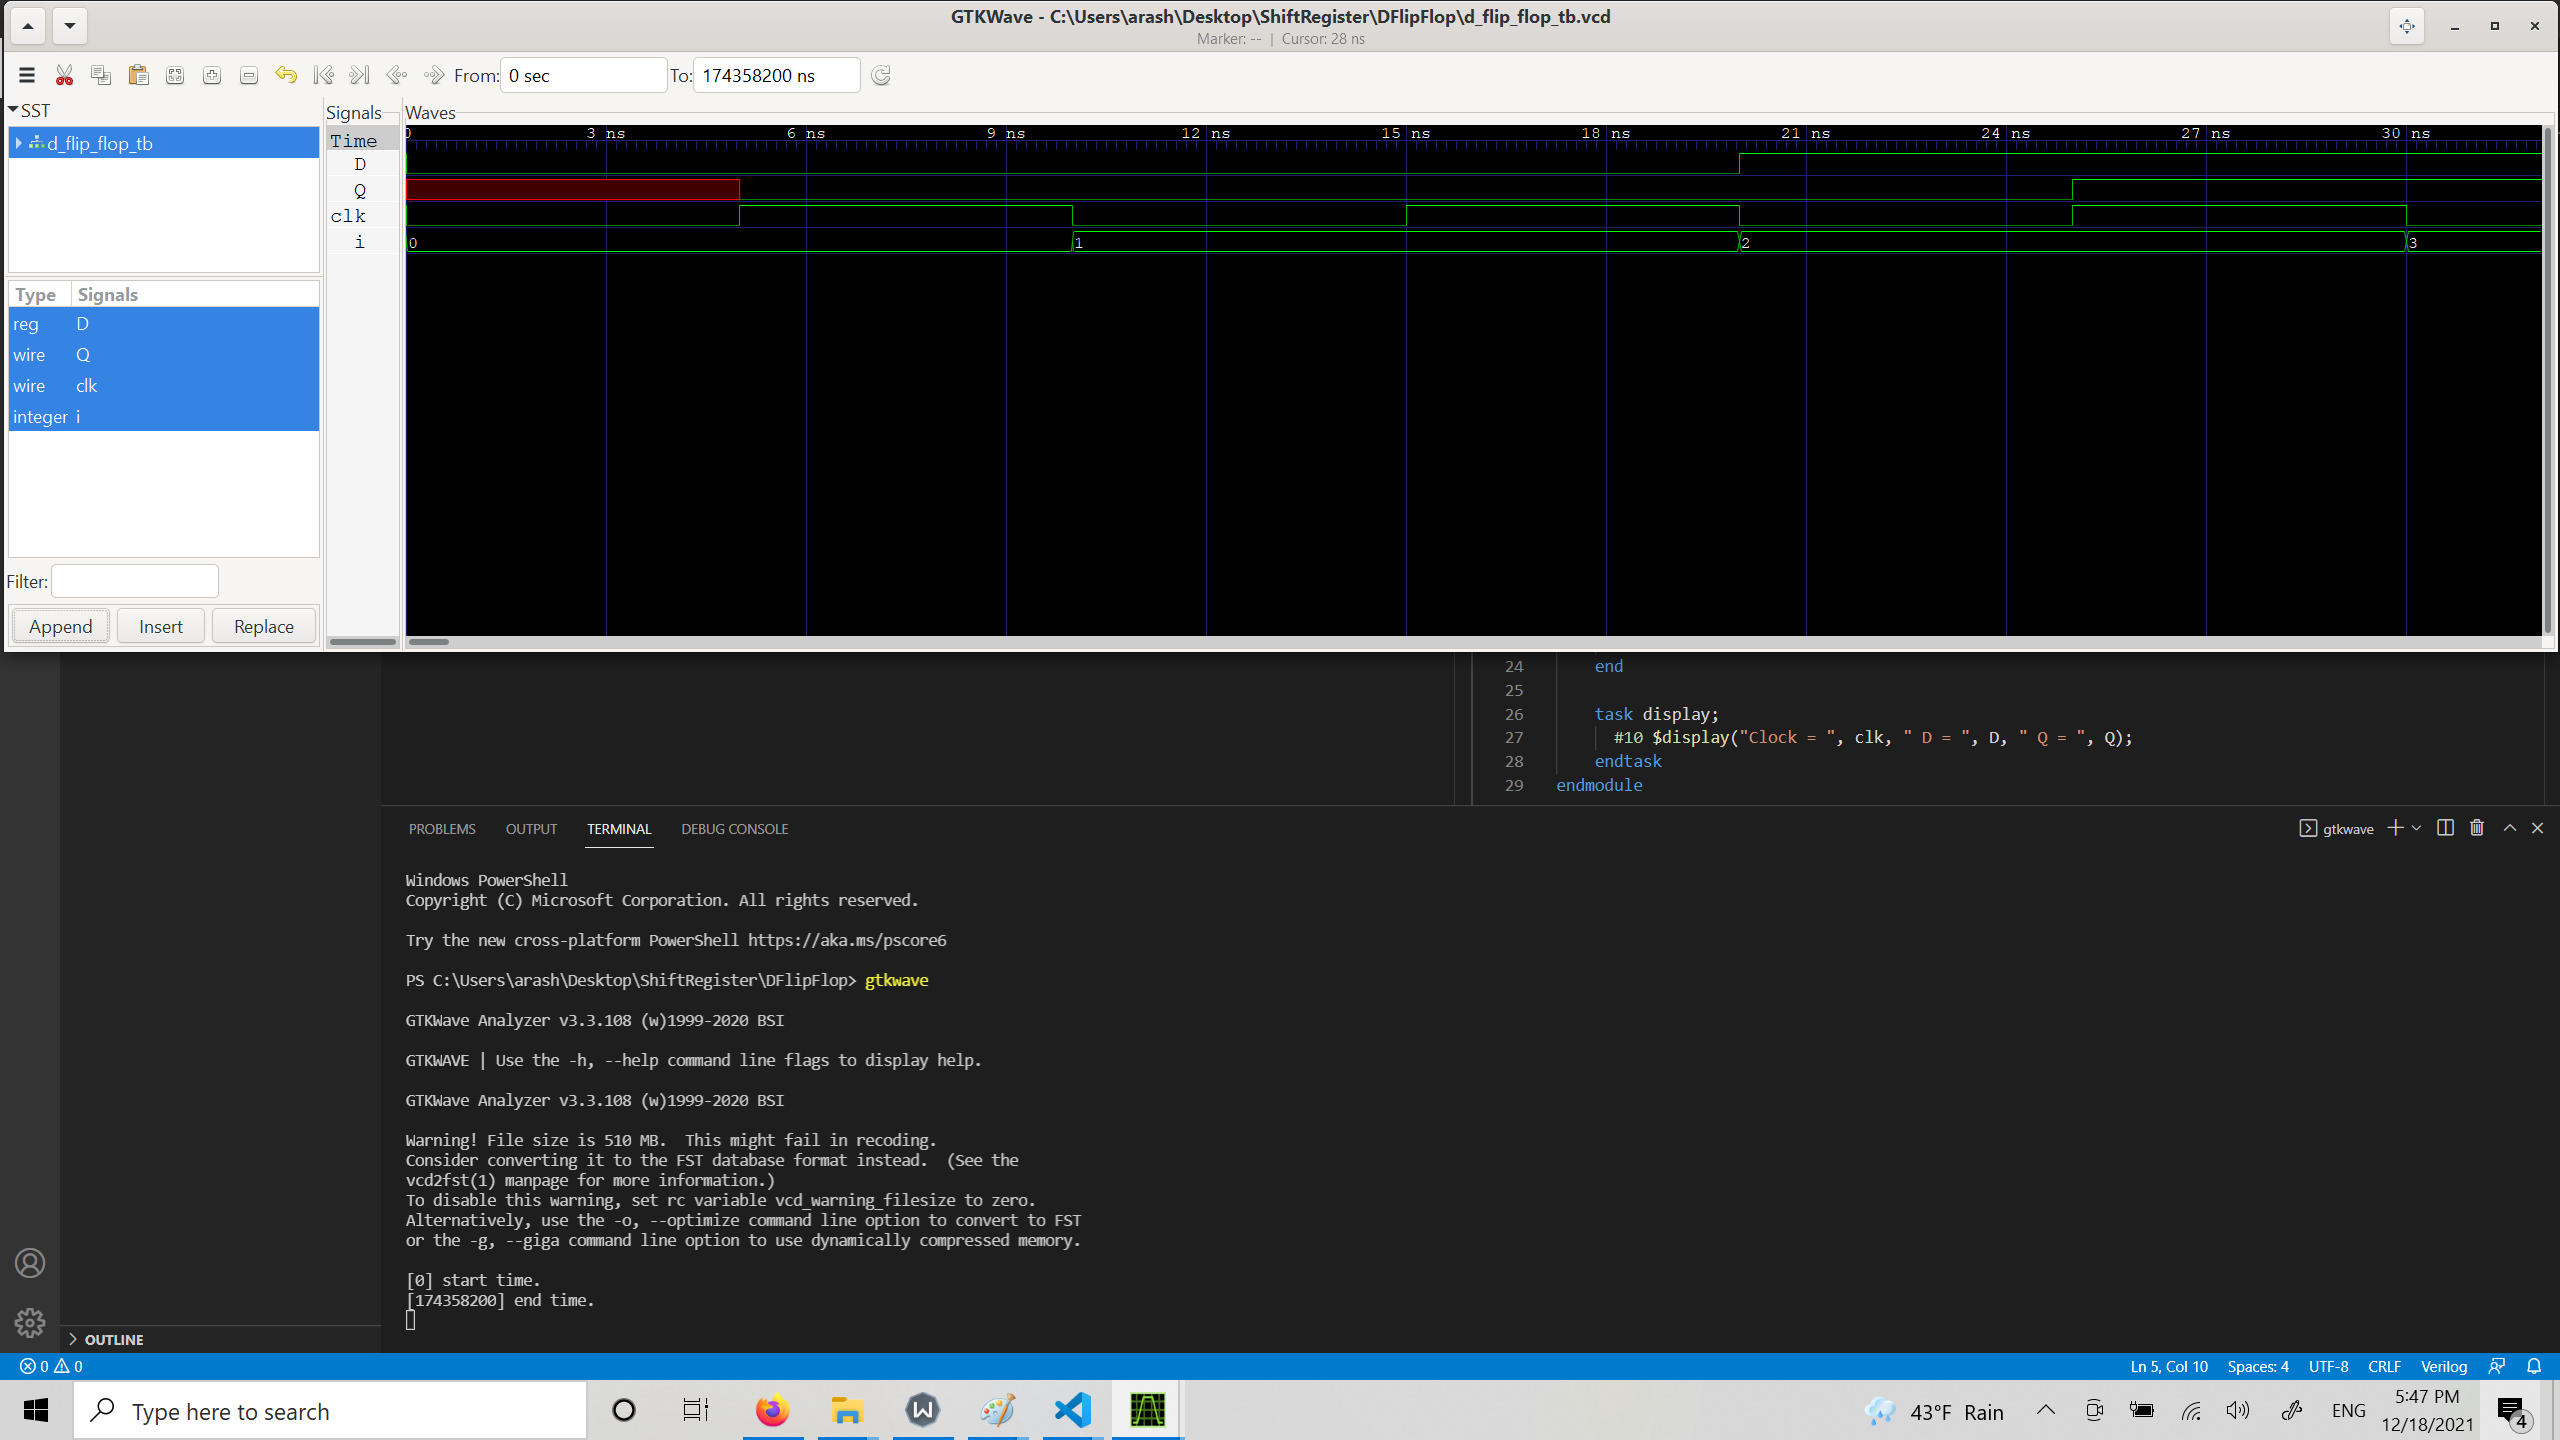 GTKWave - C:\Users\arash\Desktop\ShiftRegister\DFlipFlop\d_flip_flop_tb.vcd
Marker: -- | Cursor: 28 ns
From: 0 sec To: 174358200 ns
SST
d_flip_flop_tb
Type Signals
reg D
wire Q
wire clk
integer i
Filter:
Append Insert Replace
Signals
Time
D
Q
clk
i
Waves
0 3 ns 6 ns 9 ns 12 ns 15 ns 18 ns 21 ns 24 ns 27 ns 30 ns
0 1 2 3
24 end
25
26 task display;
27 #10 $display("Clock = ", clk, " D = ", D, " Q = ", Q);
28 endtask
29 endmodule
PROBLEMS OUTPUT TERMINAL DEBUG CONSOLE
gtkwave
Windows PowerShell
Copyright (C) Microsoft Corporation. All rights reserved.
Try the new cross-platform PowerShell https://aka.ms/pscore6
PS C:\Users\arash\Desktop\ShiftRegister\DFlipFlop> gtkwave
GTKWave Analyzer v3.3.108 (w)1999-2020 BSI
GTKWAVE | Use the -h, --help command line flags to display help.
GTKWave Analyzer v3.3.108 (w)1999-2020 BSI
Warning! File size is 510 MB.  This might fail in recoding.
Consider converting it to the FST database format instead.  (See the
vcd2fst(1) manpage for more information.)
To disable this warning, set rc variable vcd_warning_filesize to zero.
Alternatively, use the -o, --optimize command line option to convert to FST
or the -g, --giga command line option to use dynamically compressed memory.
[0] start time.
[174358200] end time.
OUTLINE
0 0
Ln 5, Col 10 Spaces: 4 UTF-8 CRLF Verilog
Type here to search
43°F Rain
ENG
5:47 PM
12/18/2021
4